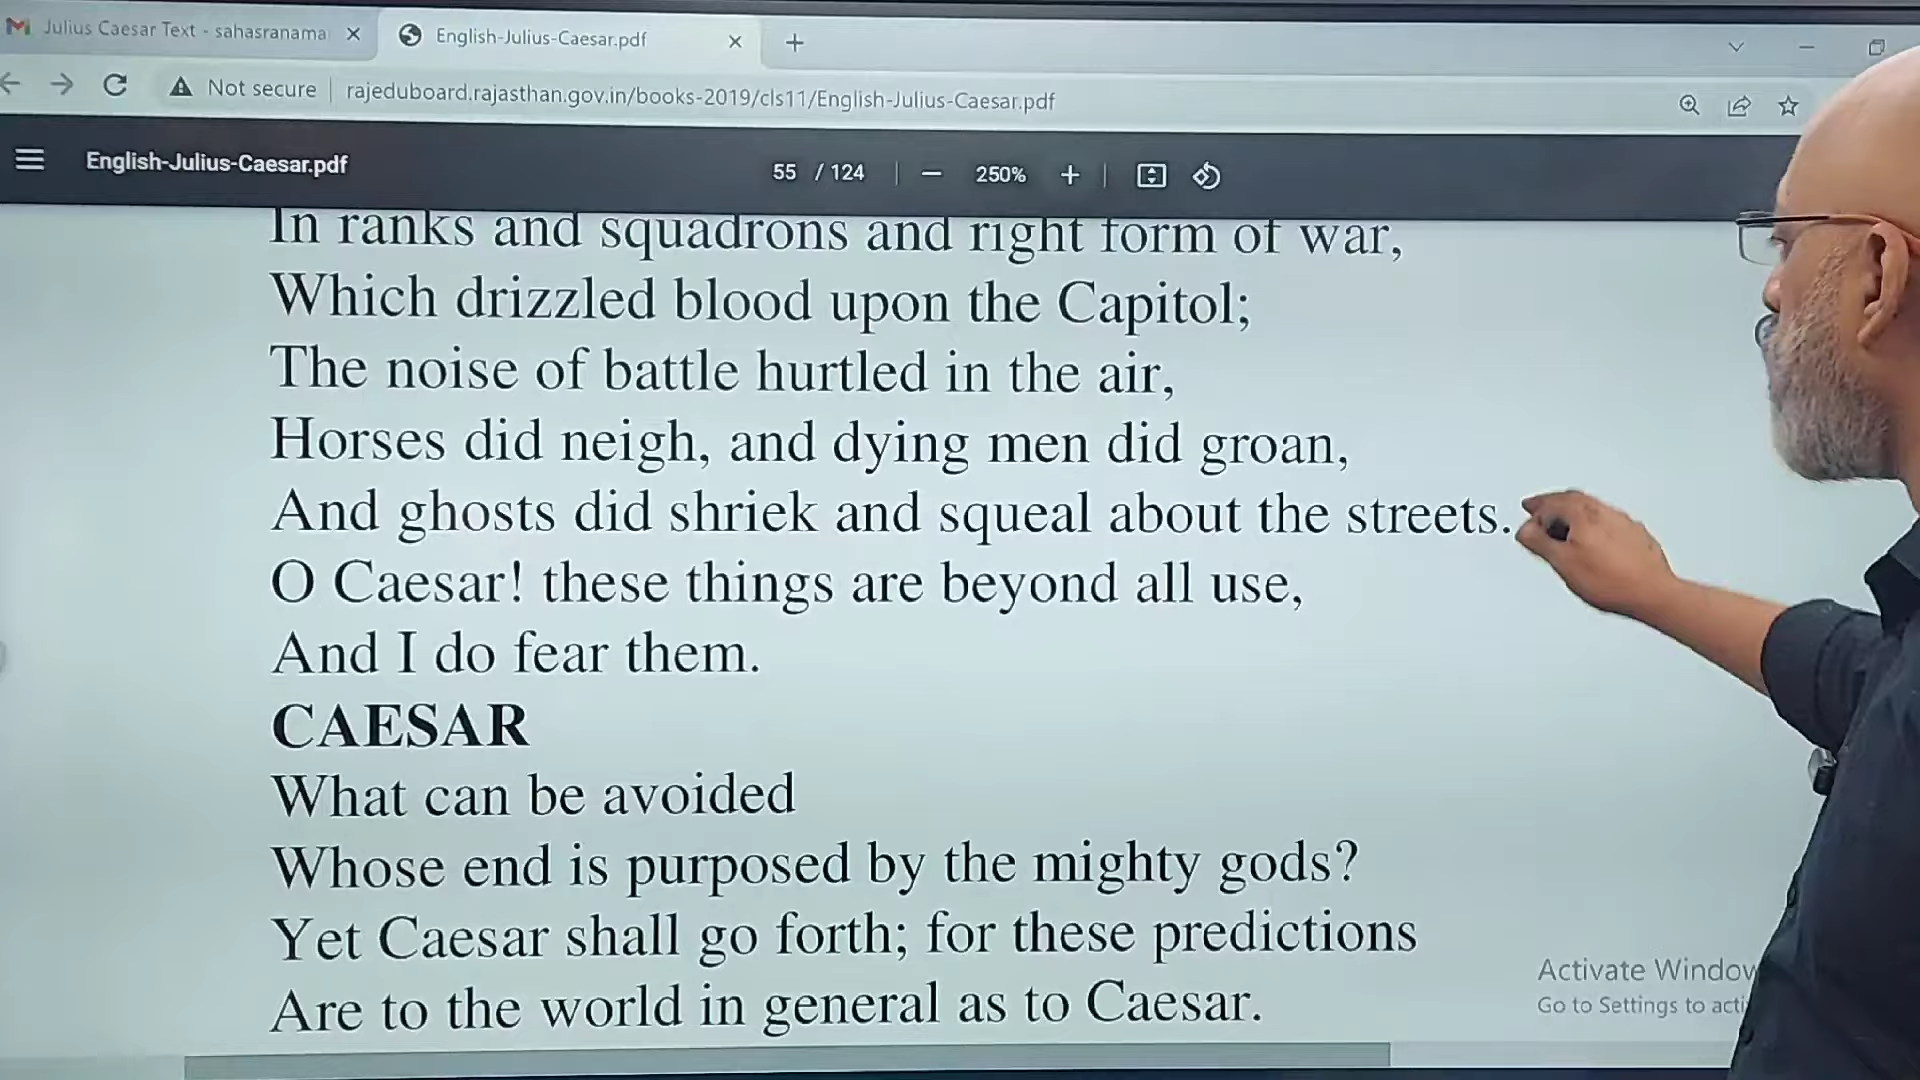 Julius Caesar Text - sahasranama
English-Julius-Caesar.pdf
Not secure
rajeduboard.rajasthan.gov.in/books-2019/cls11/English-Julius-Caesar.pdf
English-Julius-Caesar.pdf
55 / 124
250%
In ranks and squadrons and right form of war,
Which drizzled blood upon the Capitol;
The noise of battle hurtled in the air,
Horses did neigh, and dying men did groan,
And ghosts did shriek and squeal about the streets.
O Caesar! these things are beyond all use,
And I do fear them.
CAESAR
What can be avoided
Whose end is purposed by the mighty gods?
Yet Caesar shall go forth; for these predictions
Are to the world in general as to Caesar.
Activate Window
Go to Settings to acti